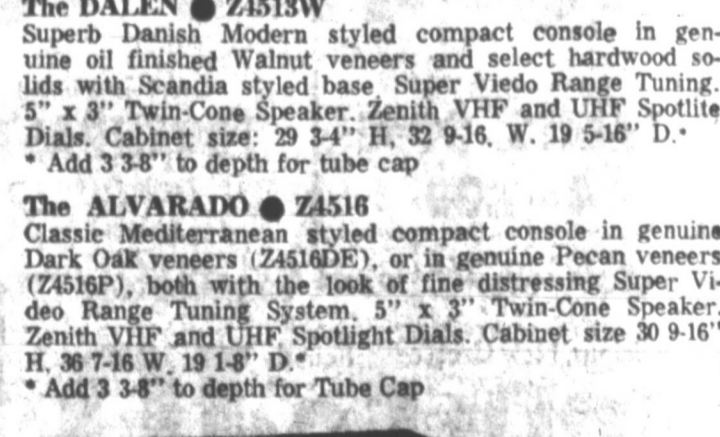 The DALEN ● Z4513W
Superb Danish Modern styled compact console in gen-
uine oil finished Walnut veneers and select hardwood so-
lids with Scandia styled base. Super Viedo Range Tuning.
5" x 3" Twin-Cone Speaker. Zenith VHF and UHF Spotlite
Dials. Cabinet size: 29 3-4" H, 32 9-16. W. 19 5-16" D.*
* Add 3 3-8" to depth for tube cap
The ALVARADO ● Z4516
Classic Mediterranean styled compact console in genuine
Dark Oak veneers (Z4516DE), or in genuine Pecan veneers
(Z4516P), both with the look of fine distressing Super Vi-
deo Range Tuning System. 5" x 3" Twin-Cone Speaker.
Zenith VHF and UHF Spotlight Dials. Cabinet size 30 9-16"
H, 36 7-16 W. 19 1-8" D.*
* Add 3 3-8" to depth for Tube Cap